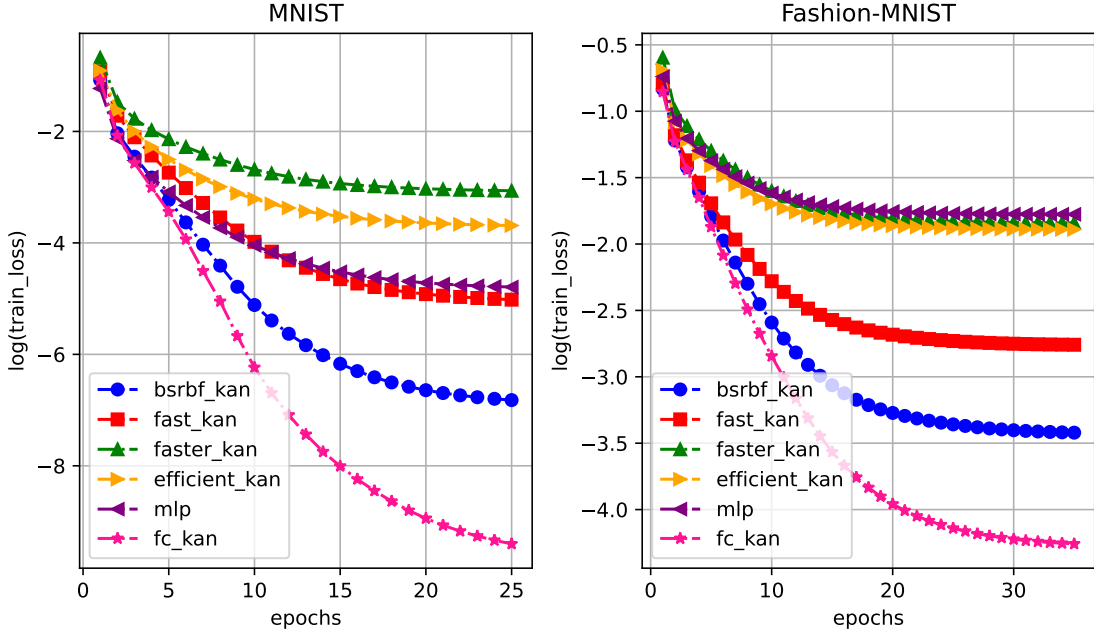 MNIST
log(train_loss)
−2
−4
−6
−8
bsrbf_kan
fast_kan
faster_kan
efficient_kan
mlp
fc_kan
0 5 10 15 20 25
epochs
Fashion-MNIST
log(train_loss)
−0.5
−1.0
−1.5
−2.0
−2.5
−3.0
−3.5
−4.0
bsrbf_kan
fast_kan
faster_kan
efficient_kan
mlp
fc_kan
0 10 20 30
epochs